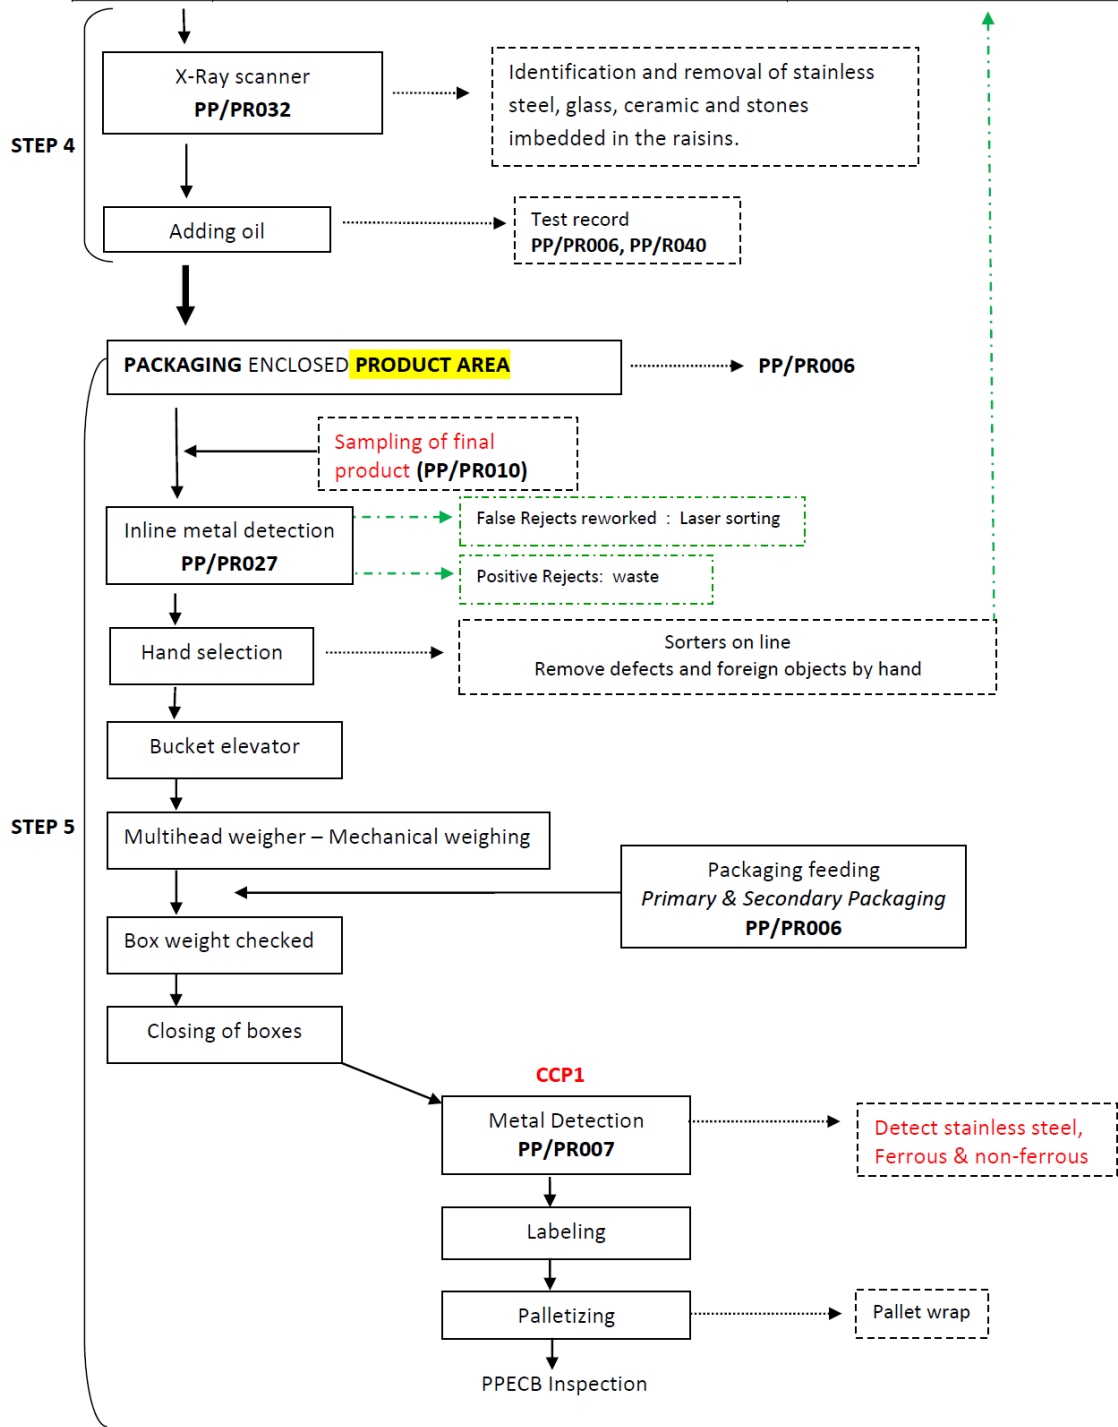 X-Ray scanner
PP/PR032
Identification and removal of stainless
steel, glass, ceramic and stones
imbedded in the raisins.
STEP 4
Adding oil
Test record
PP/PR006, PP/R040
PACKAGING ENCLOSED PRODUCT AREA
PP/PR006
Sampling of final
product (PP/PR010)
Inline metal detection
PP/PR027
False Rejects reworked : Laser sorting
Positive Rejects: waste
Hand selection
Sorters on line
Remove defects and foreign objects by hand
Bucket elevator
STEP 5
Multihead weigher – Mechanical weighing
Packaging feeding
Primary & Secondary Packaging
PP/PR006
Box weight checked
Closing of boxes
CCP1
Metal Detection
PP/PR007
Detect stainless steel,
Ferrous & non-ferrous
Labeling
Palletizing
Pallet wrap
PPECB Inspection